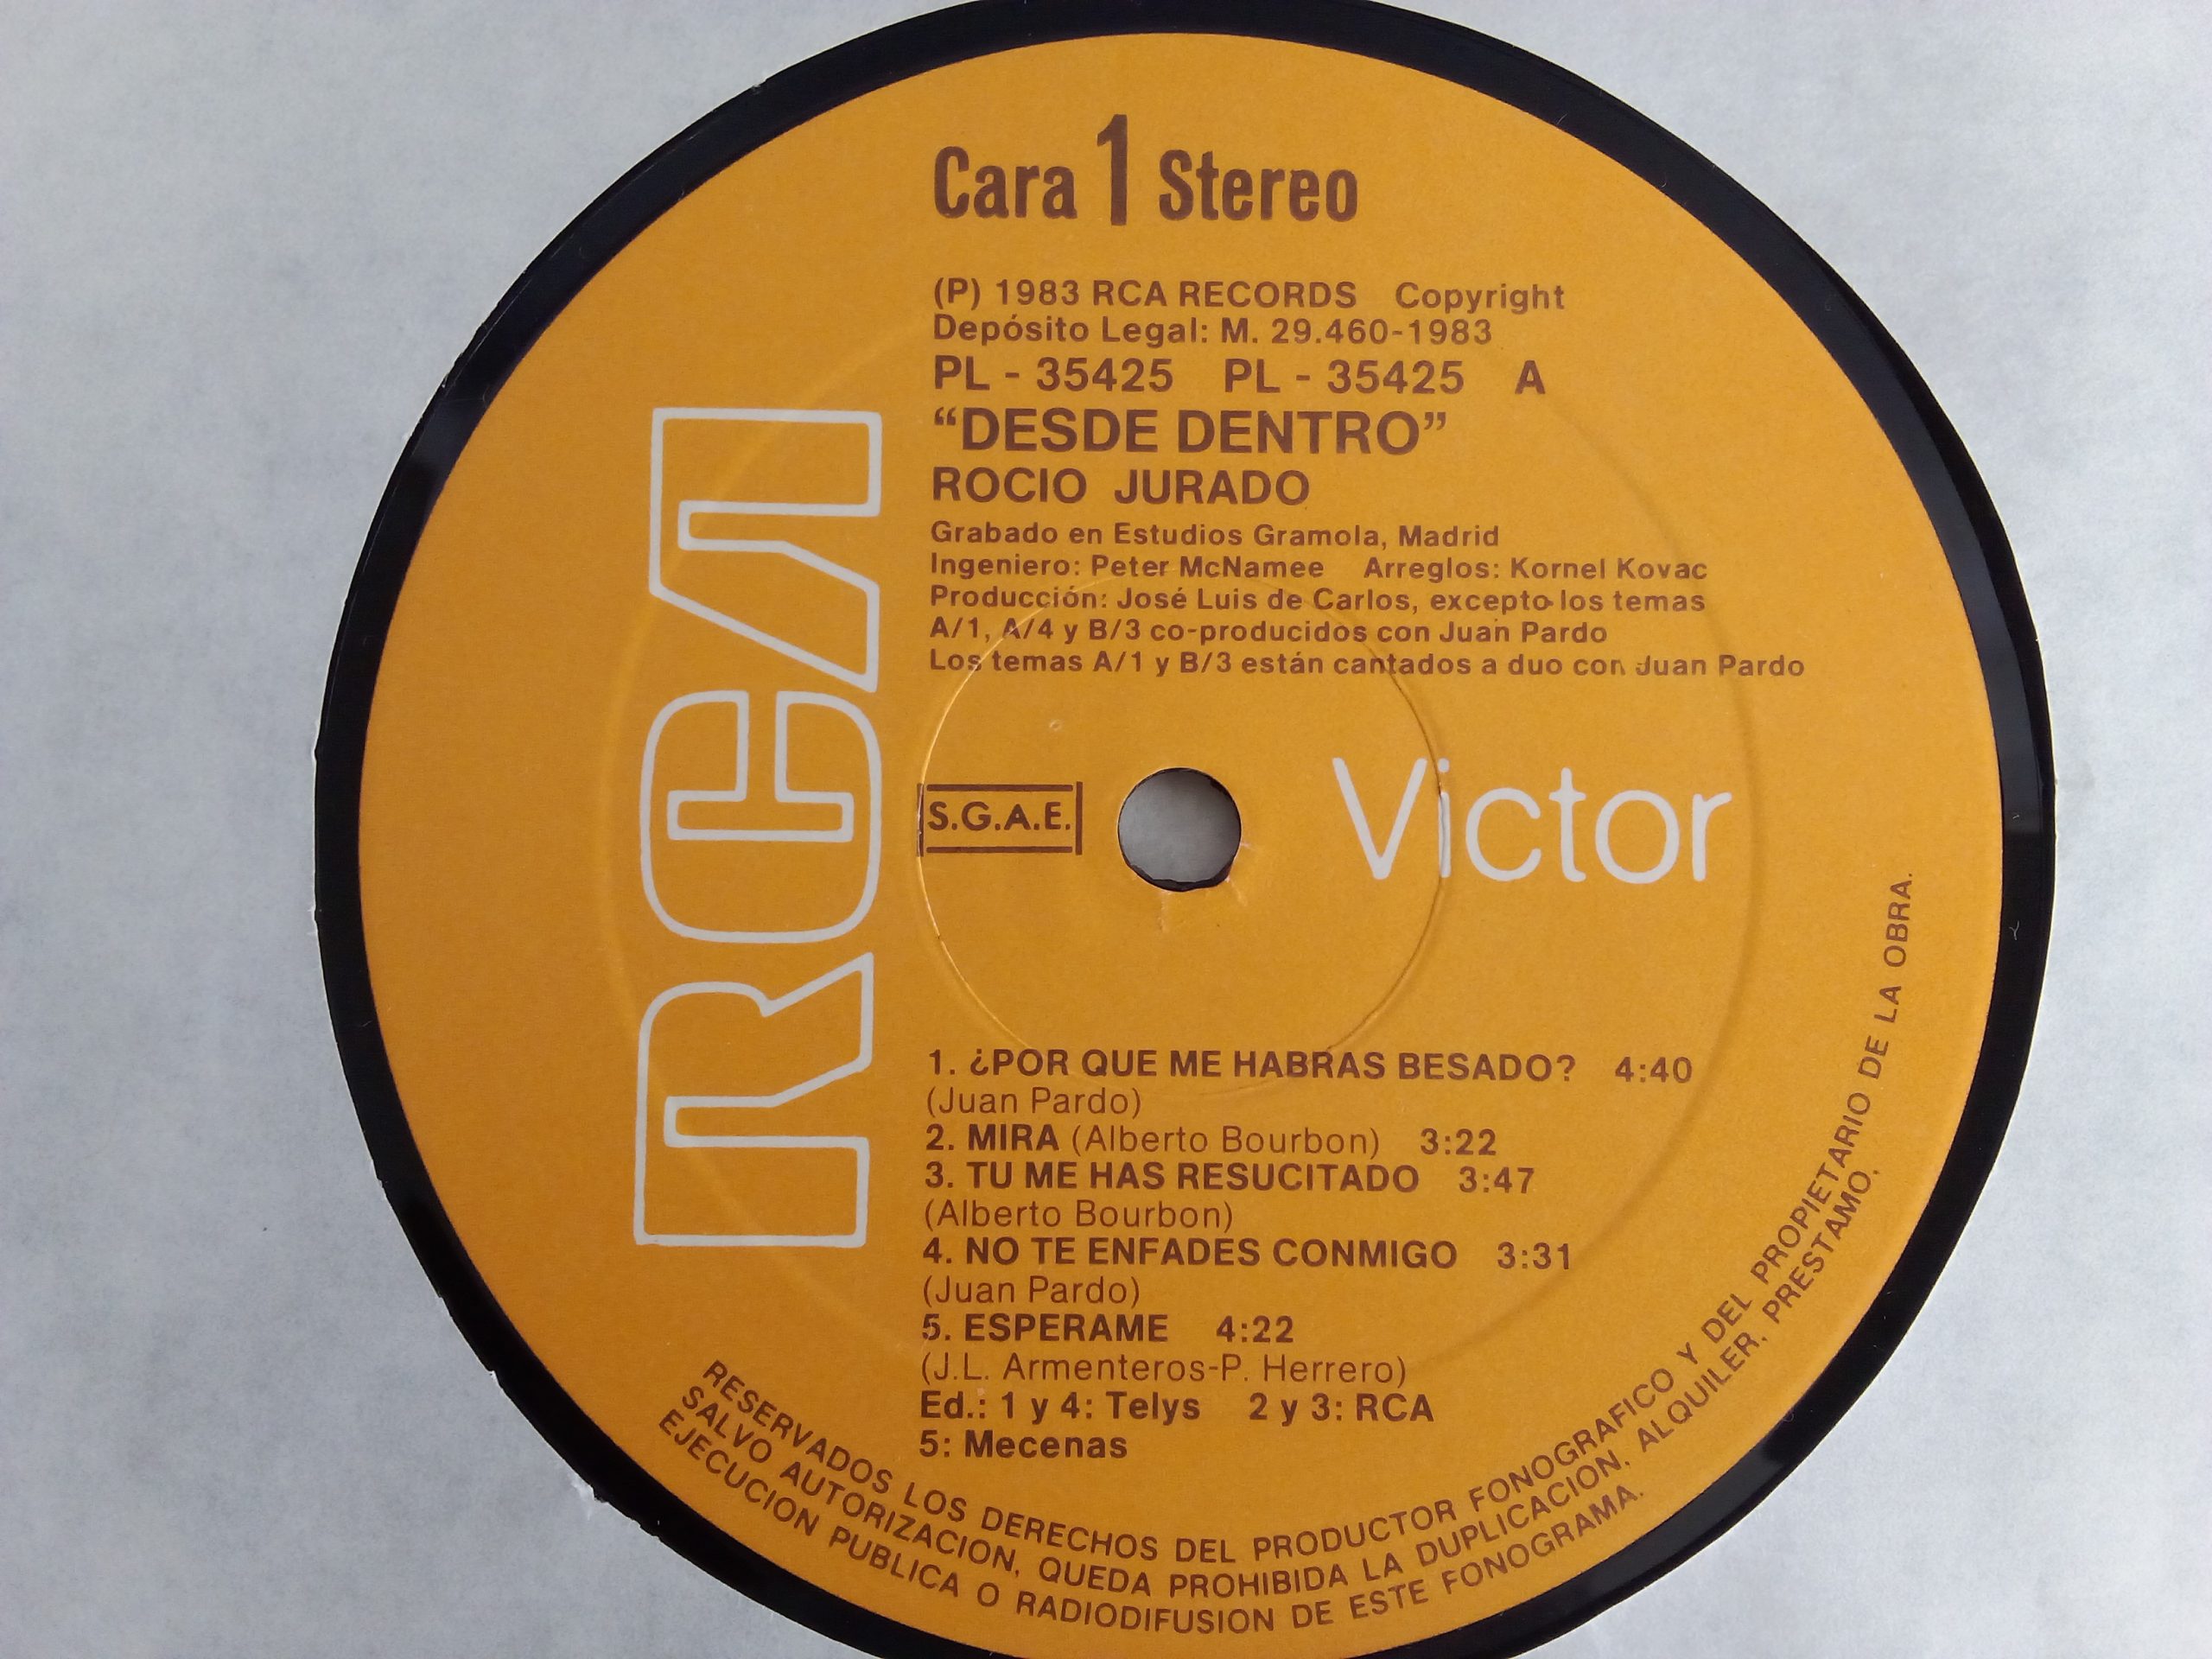 Cara 1 Stereo
(P) 1983 RCA RECORDS Copyright
Depósito Legal: M. 29.460-1983
PL - 35425 PL - 35425 A
“DESDE DENTRO”
ROCIO JURADO
Grabado en Estudios Gramola, Madrid
Ingeniero: Peter McNamee Arreglos: Kornel Kovac
Producción: José Luis de Carlos, excepto los temas
A/1, A/4 y B/3 co-producidos con Juan Pardo
Los temas A/1 y B/3 están cantados a duo con Juan Pardo
RCA
S.G.A.E.
Victor
1. ¿POR QUE ME HABRAS BESADO? 4:40
(Juan Pardo)
2. MIRA (Alberto Bourbon) 3:22
3. TU ME HAS RESUCITADO 3:47
(Alberto Bourbon)
4. NO TE ENFADES CONMIGO 3:31
(Juan Pardo)
5. ESPERAME 4:22
(J.L. Armenteros-P. Herrero)
Ed.: 1 y 4: Telys 2 y 3: RCA
5: Mecenas
RESERVADOS LOS DERECHOS DEL PRODUCTOR FONOGRAFICO Y DEL PROPIETARIO DE LA OBRA.
SALVO AUTORIZACION, QUEDA PROHIBIDA LA DUPLICACION, ALQUILER, PRESTAMO,
EJECUCION PUBLICA O RADIODIFUSION DE ESTE FONOGRAMA.